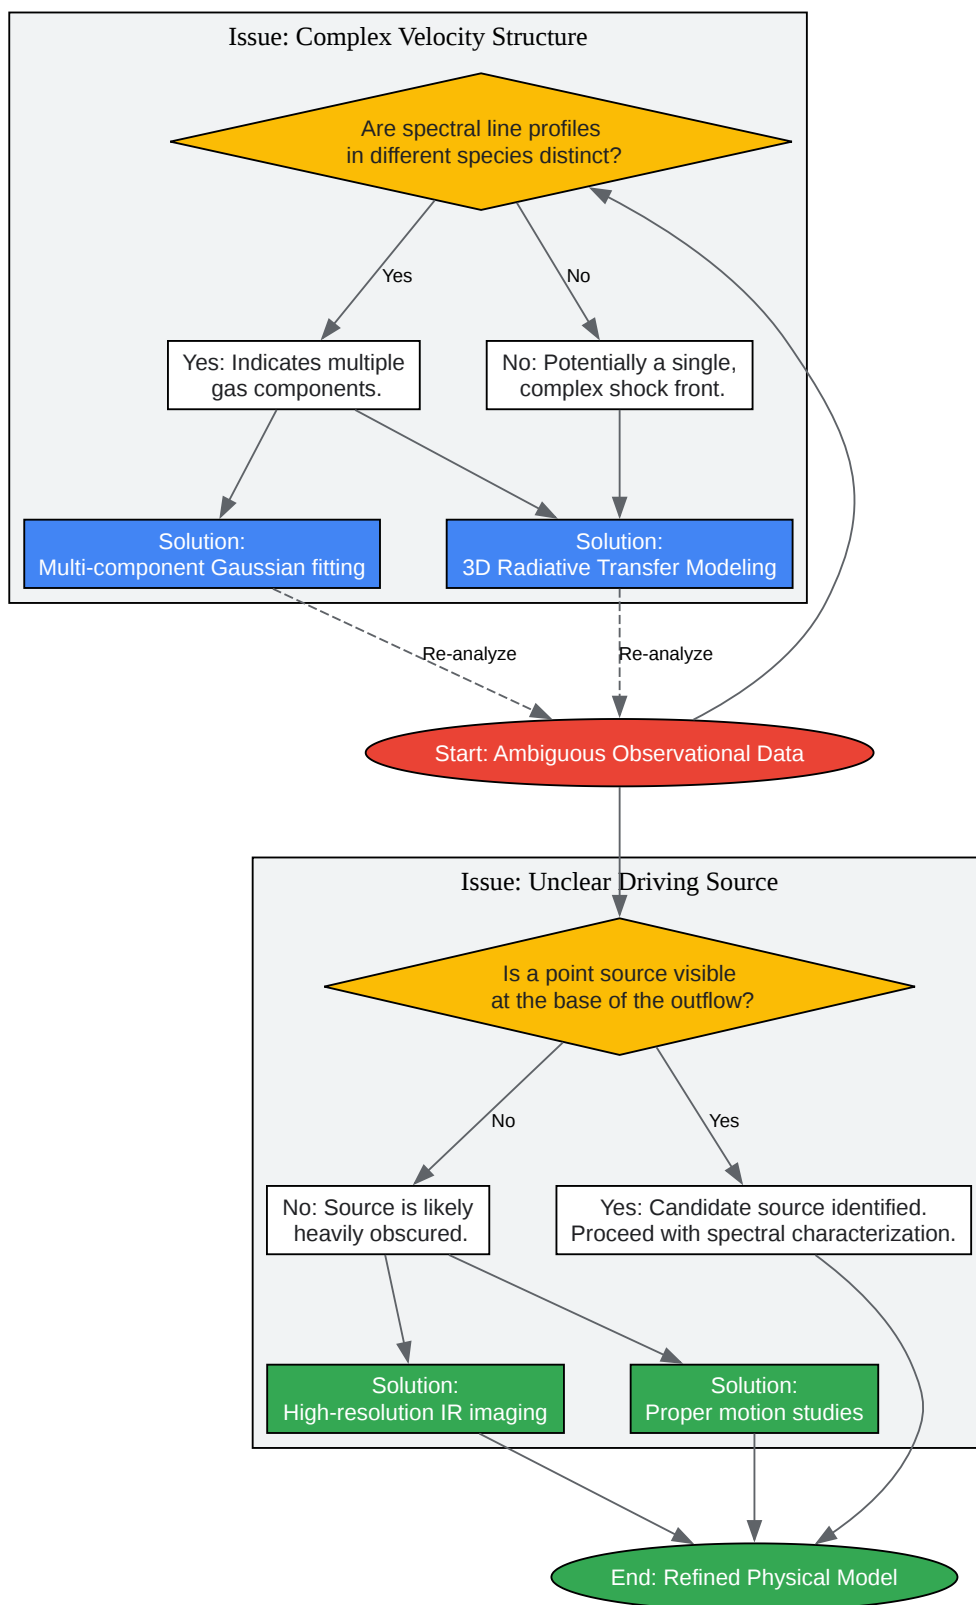 Issue: Complex Velocity Structure
Are spectral line profiles
in different species distinct?
Yes
No
Yes: Indicates multiple
gas components.
No: Potentially a single,
complex shock front.
Solution:
Multi-component Gaussian fitting
Solution:
3D Radiative Transfer Modeling
Re-analyze
Re-analyze
Start: Ambiguous Observational Data
Issue: Unclear Driving Source
Is a point source visible
at the base of the outflow?
No
Yes
No: Source is likely
heavily obscured.
Yes: Candidate source identified.
Proceed with spectral characterization.
Solution:
High-resolution IR imaging
Solution:
Proper motion studies
End: Refined Physical Model